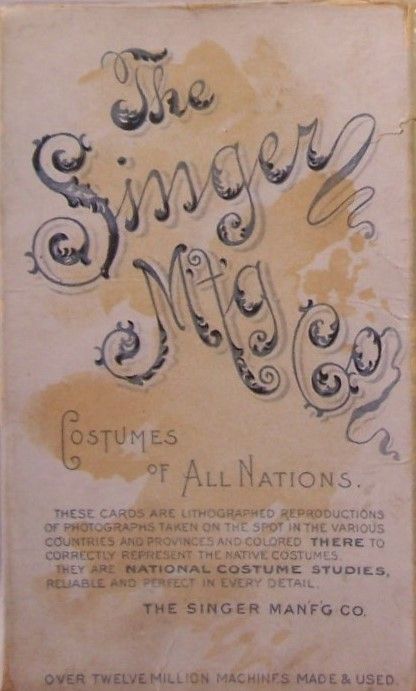 The
Singer
Mf'g Co
COSTUMES
OF ALL NATIONS.
THESE CARDS ARE LITHOGRAPHED REPRODUCTIONS
OF PHOTOGRAPHS TAKEN ON THE SPOT IN THE VARIOUS
COUNTRIES AND PROVINCES AND COLORED THERE TO
CORRECTLY REPRESENT THE NATIVE COSTUMES.
THEY ARE NATIONAL COSTUME STUDIES,
RELIABLE AND PERFECT IN EVERY DETAIL.
THE SINGER MAN'F'G CO.
OVER TWELVE MILLION MACHINES MADE & USED.